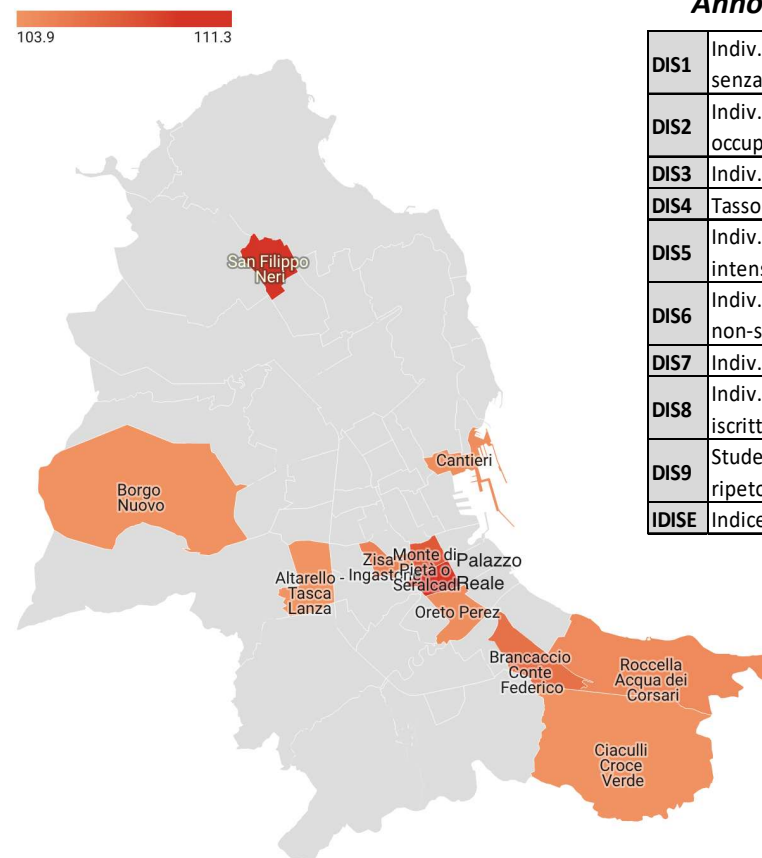 Anno
103.9
111.3
DIS1
Indiv.
senza
DIS2
Indiv.
occup
DIS3
Indiv.
DIS4
Tasso
DIS5
Indiv.
intens
DIS6
Indiv.
non-s
DIS7
Indiv.
DIS8
Indiv.
iscritt
DIS9
Stude
ripeto
IDISE
Indice
San Filippo
Neri
Cantieri
Borgo
Nuovo
Altarello -
Tasca
Lanza
Zisa
Ingastone
Monte di
Pietà o
Seralcadi
Palazzo
Reale
Oreto Perez
Brancaccio
Conte
Federico
Roccella
Acqua dei
Corsari
Ciaculli
Croce
Verde